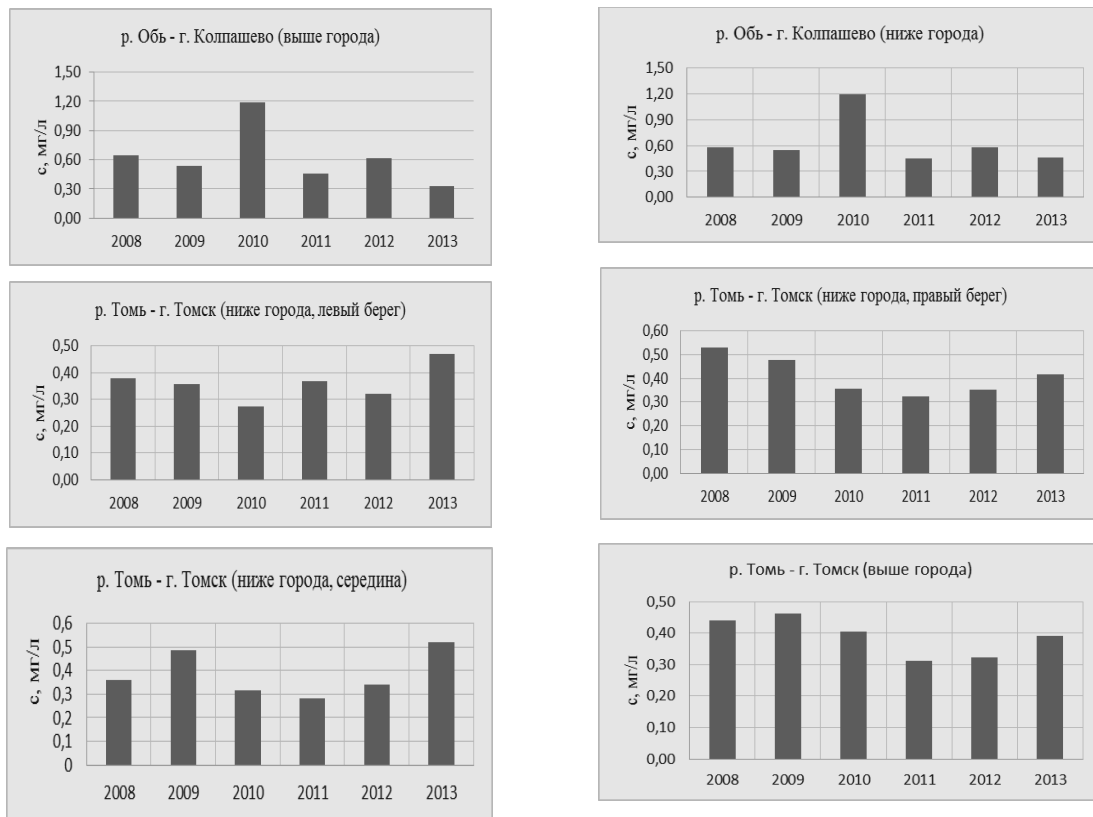 р. Обь - г. Колпашево (выше города)
с, мг/л
1,50
1,20
0,90
0,60
0,30
0,00
2008 2009 2010 2011 2012 2013
р. Обь - г. Колпашево (ниже города)
с, мг/л
1,50
1,20
0,90
0,60
0,30
0,00
2008 2009 2010 2011 2012 2013
р. Томь - г. Томск (ниже города, левый берег)
с, мг/л
0,50
0,40
0,30
0,20
0,10
0,00
2008 2009 2010 2011 2012 2013
р. Томь - г. Томск (ниже города, правый берег)
с, мг/л
0,60
0,50
0,40
0,30
0,20
0,10
0,00
2008 2009 2010 2011 2012 2013
р. Томь - г. Томск (ниже города, середина)
с, мг/л
0,6
0,5
0,4
0,3
0,2
0,1
0
2008 2009 2010 2011 2012 2013
р. Томь - г. Томск (выше города)
с, мг/л
0,50
0,40
0,30
0,20
0,10
0,00
2008 2009 2010 2011 2012 2013